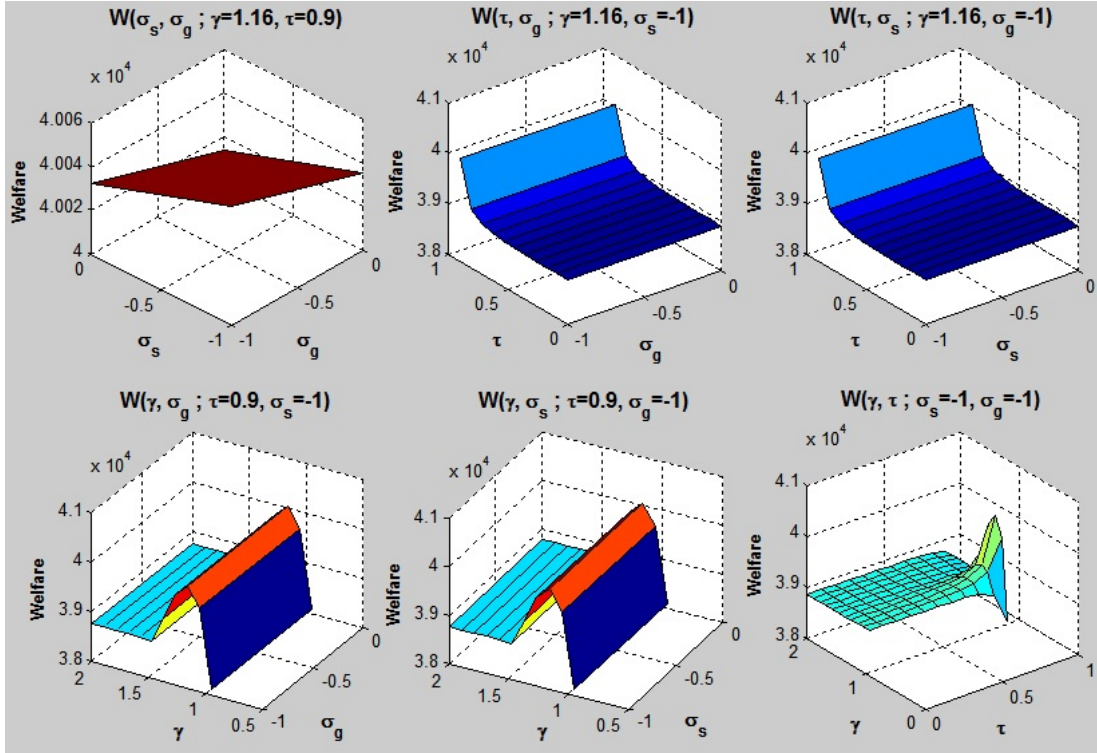 W(σs, σg ; γ=1.16, τ=0.9)
x 10^4
4.006
4.004
4.002
4
Welfare
0
-0.5
-1
σs
-1
-0.5
0
σg
W(τ, σg ; γ=1.16, σs=-1)
x 10^4
4.1
4
3.9
3.8
Welfare
1
0.5
0
τ
-1
-0.5
0
σg
W(τ, σs ; γ=1.16, σg=-1)
x 10^4
4.1
4
3.9
3.8
Welfare
1
0.5
0
τ
-1
-0.5
0
σs
W(γ, σg ; τ=0.9, σs=-1)
x 10^4
4.1
4
3.9
3.8
Welfare
2
1.5
1
0.5
γ
-1
-0.5
0
σg
W(γ, σs ; τ=0.9, σg=-1)
x 10^4
4.1
4
3.9
3.8
Welfare
2
1.5
1
0.5
γ
-1
-0.5
0
σs
W(γ, τ ; σs=-1, σg=-1)
x 10^4
4.1
4
3.9
3.8
Welfare
2
1
0
γ
0
0.5
1
τ